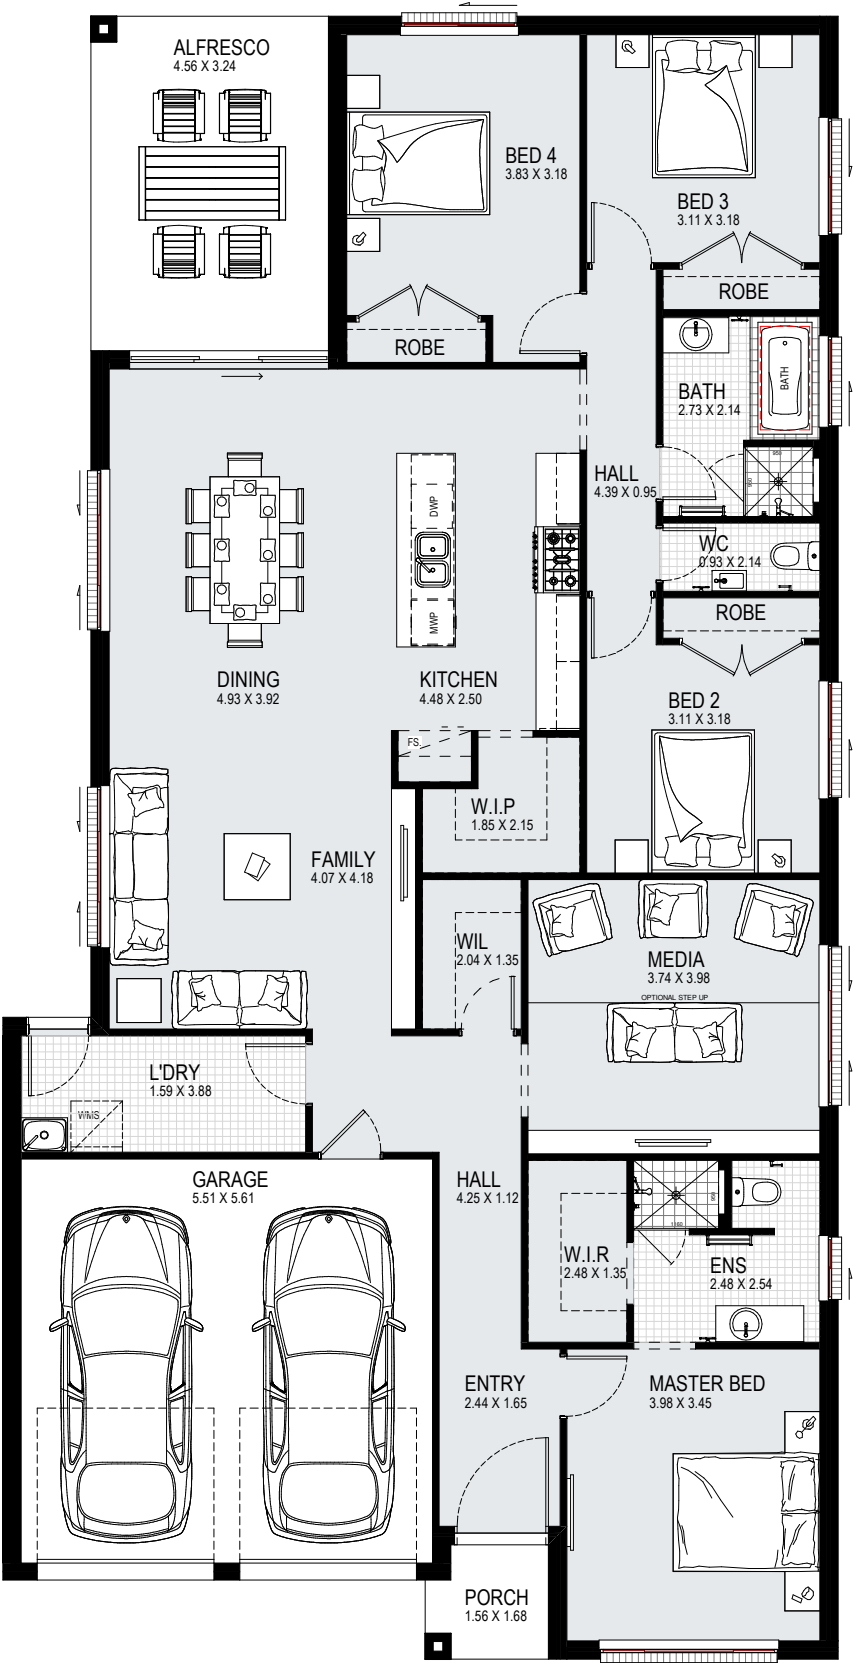 ALFRESCO
4.56 X 3.24
BED 4
3.83 X 3.18
BED 3
3.11 X 3.18
ROBE
ROBE
BATH
2.73 X 2.14
BATH
HALL
4.39 X 0.95
950
950
DWP
WC
0.93 X 2.14
MWP
ROBE
DINING
4.93 X 3.92
KITCHEN
4.48 X 2.50
BED 2
3.11 X 3.18
FS.
W.I.P
1.85 X 2.15
FAMILY
4.07 X 4.18
WIL
2.04 X 1.35
MEDIA
3.74 X 3.98
OPTIONAL STEP UP
L'DRY
1.59 X 3.88
WMS
GARAGE
5.51 X 5.61
HALL
4.25 X 1.12
950
1160
W.I.R
2.48 X 1.35
ENS
2.48 X 2.54
ENTRY
2.44 X 1.65
MASTER BED
3.98 X 3.45
PORCH
1.56 X 1.68